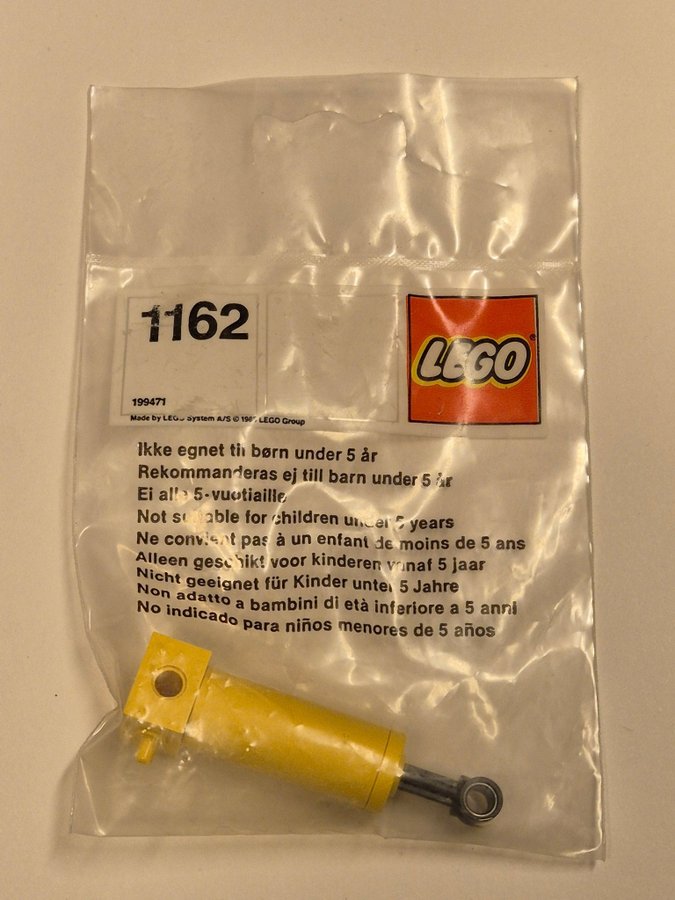 1162
LEGO®
199471
Made by LEGO System A/S © LEGO Group
Ikke egnet til børn under 5 år
Rekommanderas ej till barn under 5 år
Ei alle 5-vuotiaille
Not suitable for children under 5 years
Ne convient pas à un enfant de moins de 5 ans
Alleen geschikt voor kinderen vanaf 5 jaar
Nicht geeignet für Kinder unter 5 Jahre
Non adatto a bambini di età inferiore a 5 anni
No indicado para niños menores de 5 años